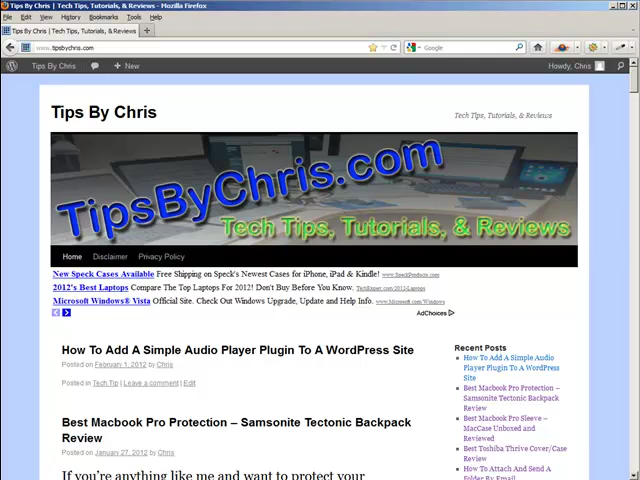 Tips By Chris | Tech Tips, Tutorials, & Reviews - Mozilla Firefox
File Edit View History Bookmarks Tools Help
Tips By Chris | Tech Tips, Tutorials, & Reviews
www.tipsbychris.com
Google
Tips By Chris + New
Howdy, Chris
Tips By Chris
Tech Tips, Tutorials, & Reviews
TipsByChris.com
Tech Tips, Tutorials, & Reviews
Home Disclaimer Privacy Policy
New Speck Cases Available Free Shipping on Speck's Newest Cases for iPhone, iPad & Kindle! www.SpeckProducts.com
2012's Best Laptops Compare The Top Laptops For 2012! Don't Buy Before You Know. TechExpert.com/2012-Laptops
Microsoft Windows® Vista Official Site. Check Out Windows Upgrade, Update and Help Info. www.Microsoft.com/Windows
AdChoices
How To Add A Simple Audio Player Plugin To A WordPress Site
Posted on February 1, 2012 by Chris
Posted in Tech Tip | Leave a comment | Edit
Best Macbook Pro Protection – Samsonite Tectonic Backpack
Review
Posted on January 27, 2012 by Chris
If you're anything like me and want to protect your
Recent Posts
How To Add A Simple Audio
Player Plugin To A WordPress
Site
Best Macbook Pro Protection –
Samsonite Tectonic Backpack
Review
Best Macbook Pro Sleeve –
MacCase Unboxed and
Reviewed
Best Toshiba Thrive Cover/Case
Review
How To Attach And Send A
Folder By Email